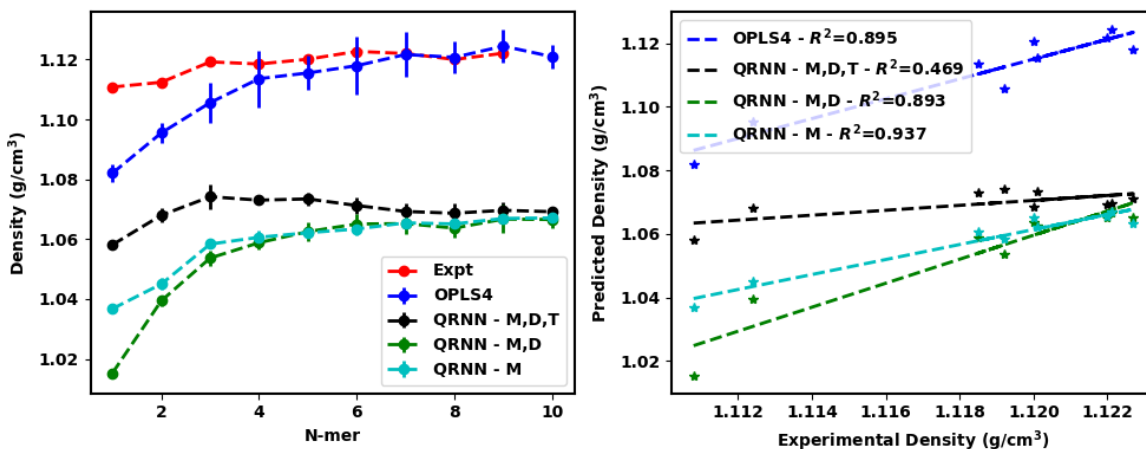 1.12
1.10
1.08
1.06
1.04
1.02
Density (g/cm³)
2
4
6
8
10
N-mer
Expt
OPLS4
QRNN - M,D,T
QRNN - M,D
QRNN - M
1.12
1.10
1.08
1.06
1.04
1.02
Predicted Density (g/cm³)
1.112
1.114
1.116
1.118
1.120
1.122
Experimental Density (g/cm³)
OPLS4 - R²=0.895
QRNN - M,D,T - R²=0.469
QRNN - M,D - R²=0.893
QRNN - M - R²=0.937